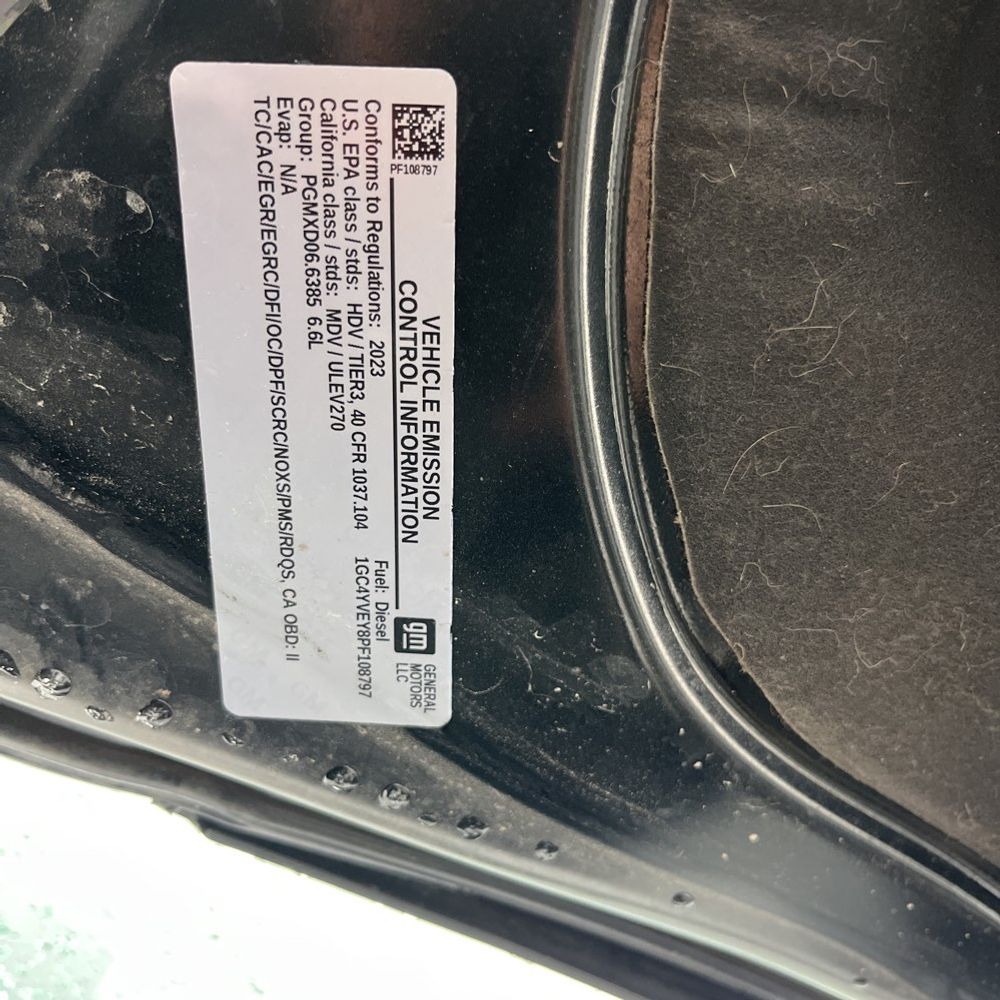 PF108797
VEHICLE EMISSION
CONTROL INFORMATION
gm
GENERAL
MOTORS
LLC
Conforms to Regulations: 2023
Fuel: Diesel
U.S. EPA class / stds: HDV / TIER3, 40 CFR 1037.104
1GC4YVEY8PF108797
California class / stds: MDV / ULEV270
Group: PGMXD06.6385 6.6L
Evap: N/A
TC/CAC/EGR/EGRC/DFI/OC/DPF/SCRC/NOXS/PMS/RDQS, CA OBD: II